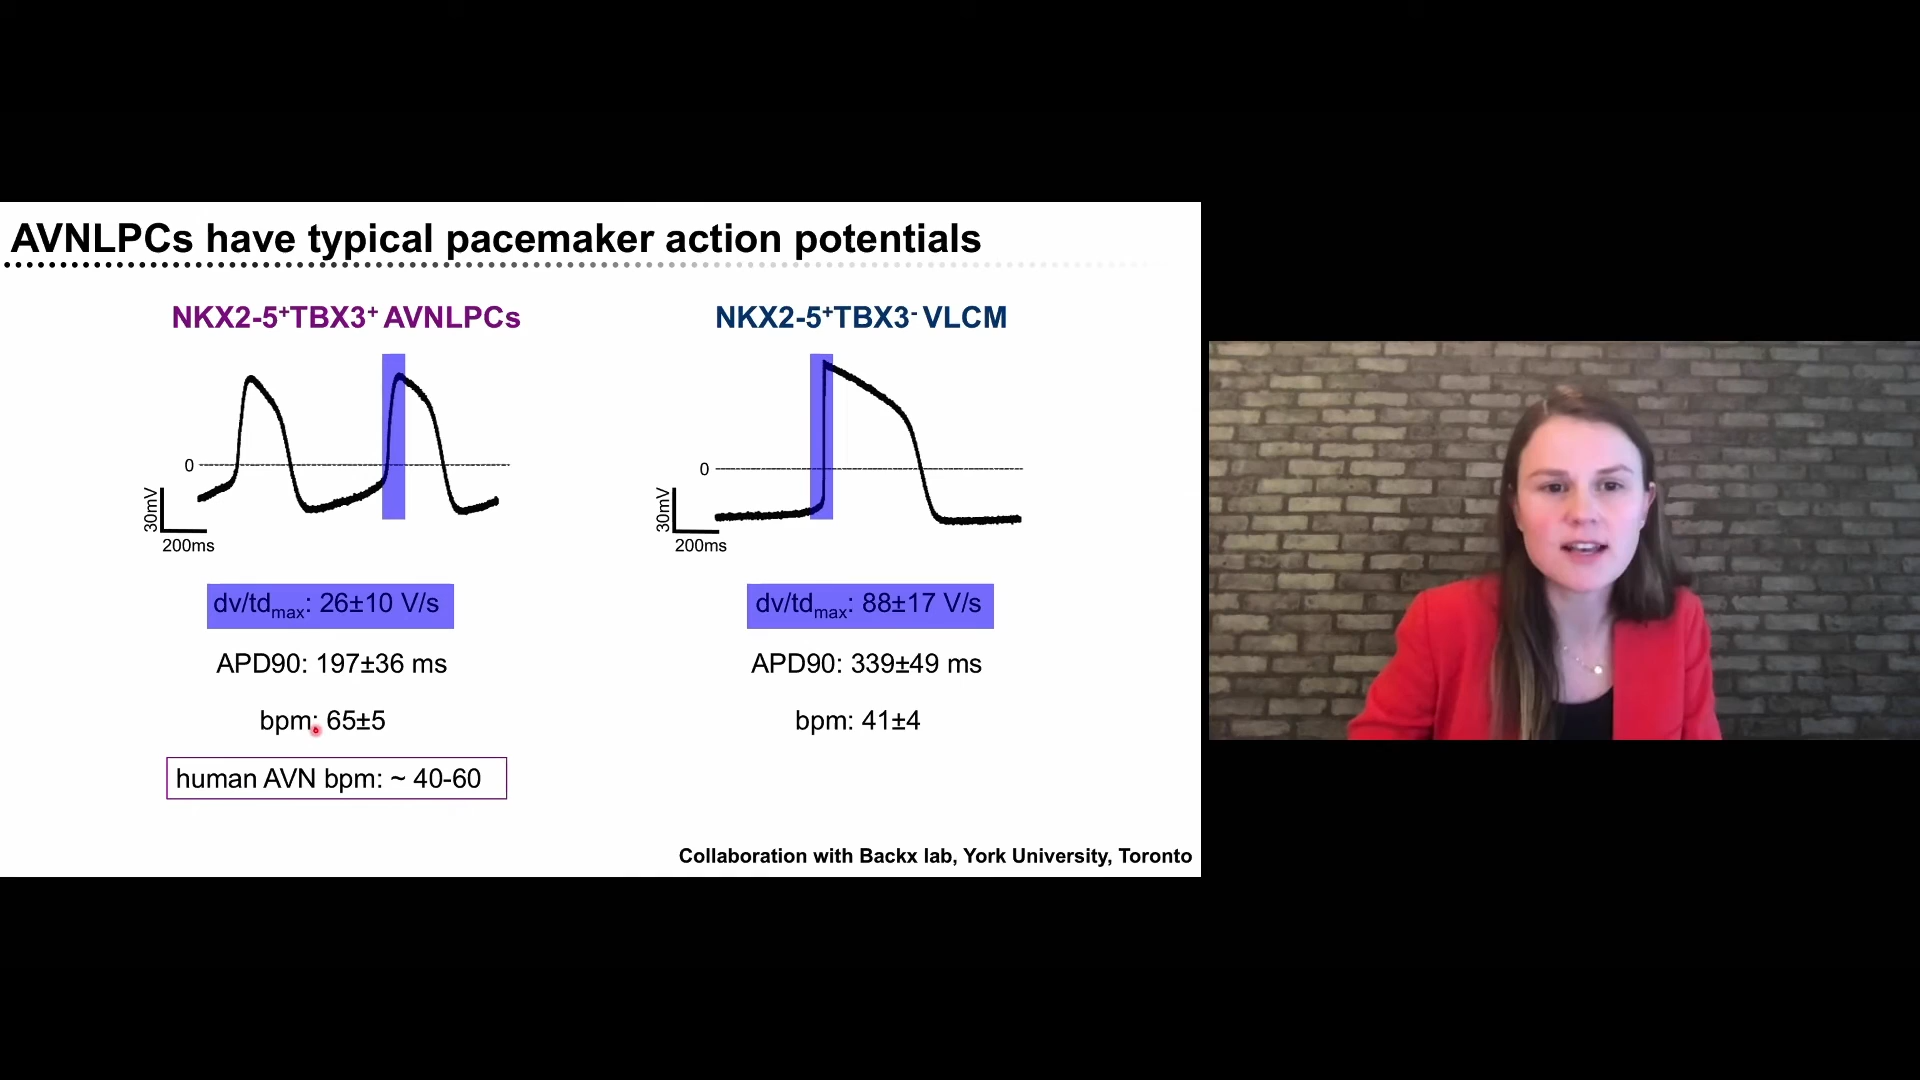 AVNLPCs have typical pacemaker action potentials
NKX2-5⁺TBX3⁺ AVNLPCs
0
30mV
200ms
dv/tdmax: 26±10 V/s
APD90: 197±36 ms
bpm: 65±5
human AVN bpm: ~ 40-60
NKX2-5⁺TBX3⁻ VLCM
0
30mV
200ms
dv/tdmax: 88±17 V/s
APD90: 339±49 ms
bpm: 41±4
Collaboration with Backx lab, York University, Toronto